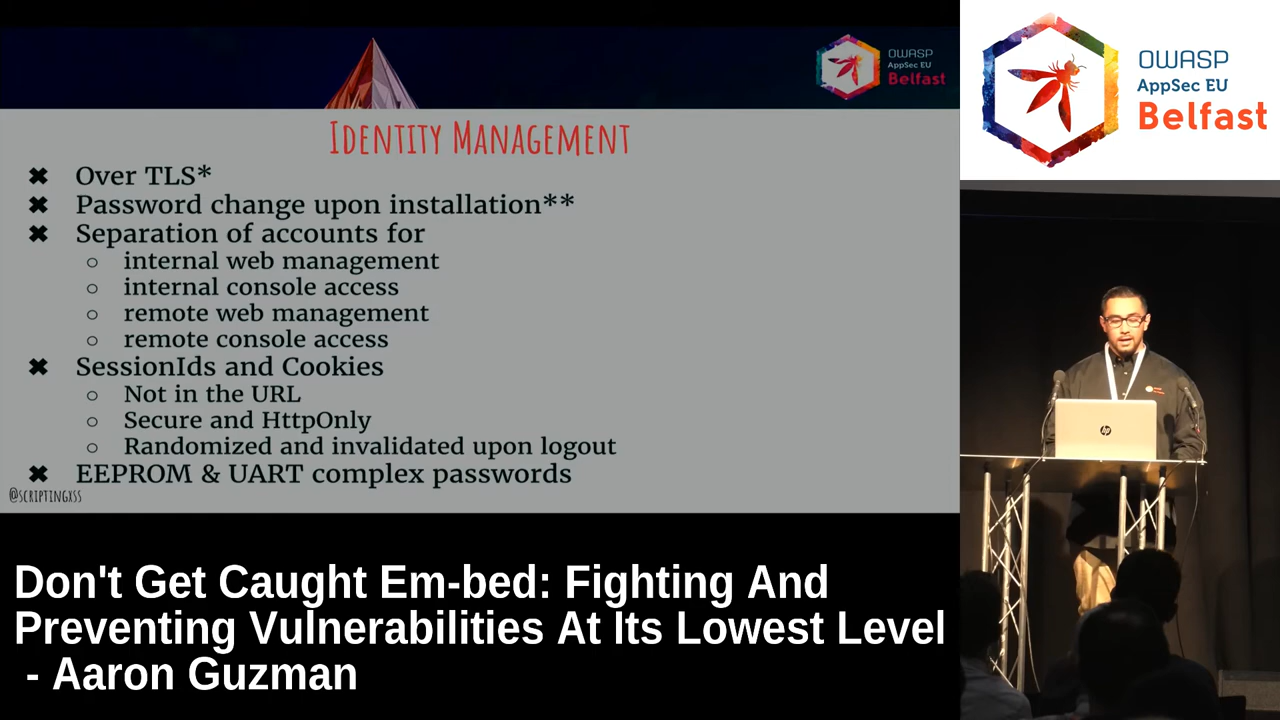 OWASP
AppSec EU
Belfast
IDENTITY MANAGEMENT
✖ Over TLS*
✖ Password change upon installation**
✖ Separation of accounts for
○ internal web management
○ internal console access
○ remote web management
○ remote console access
✖ SessionIds and Cookies
○ Not in the URL
○ Secure and HttpOnly
○ Randomized and invalidated upon logout
✖ EEPROM & UART complex passwords
@SCRIPTINGXSS
OWASP
AppSec EU
Belfast
hp
Don't Get Caught Em-bed: Fighting And
Preventing Vulnerabilities At Its Lowest Level
- Aaron Guzman